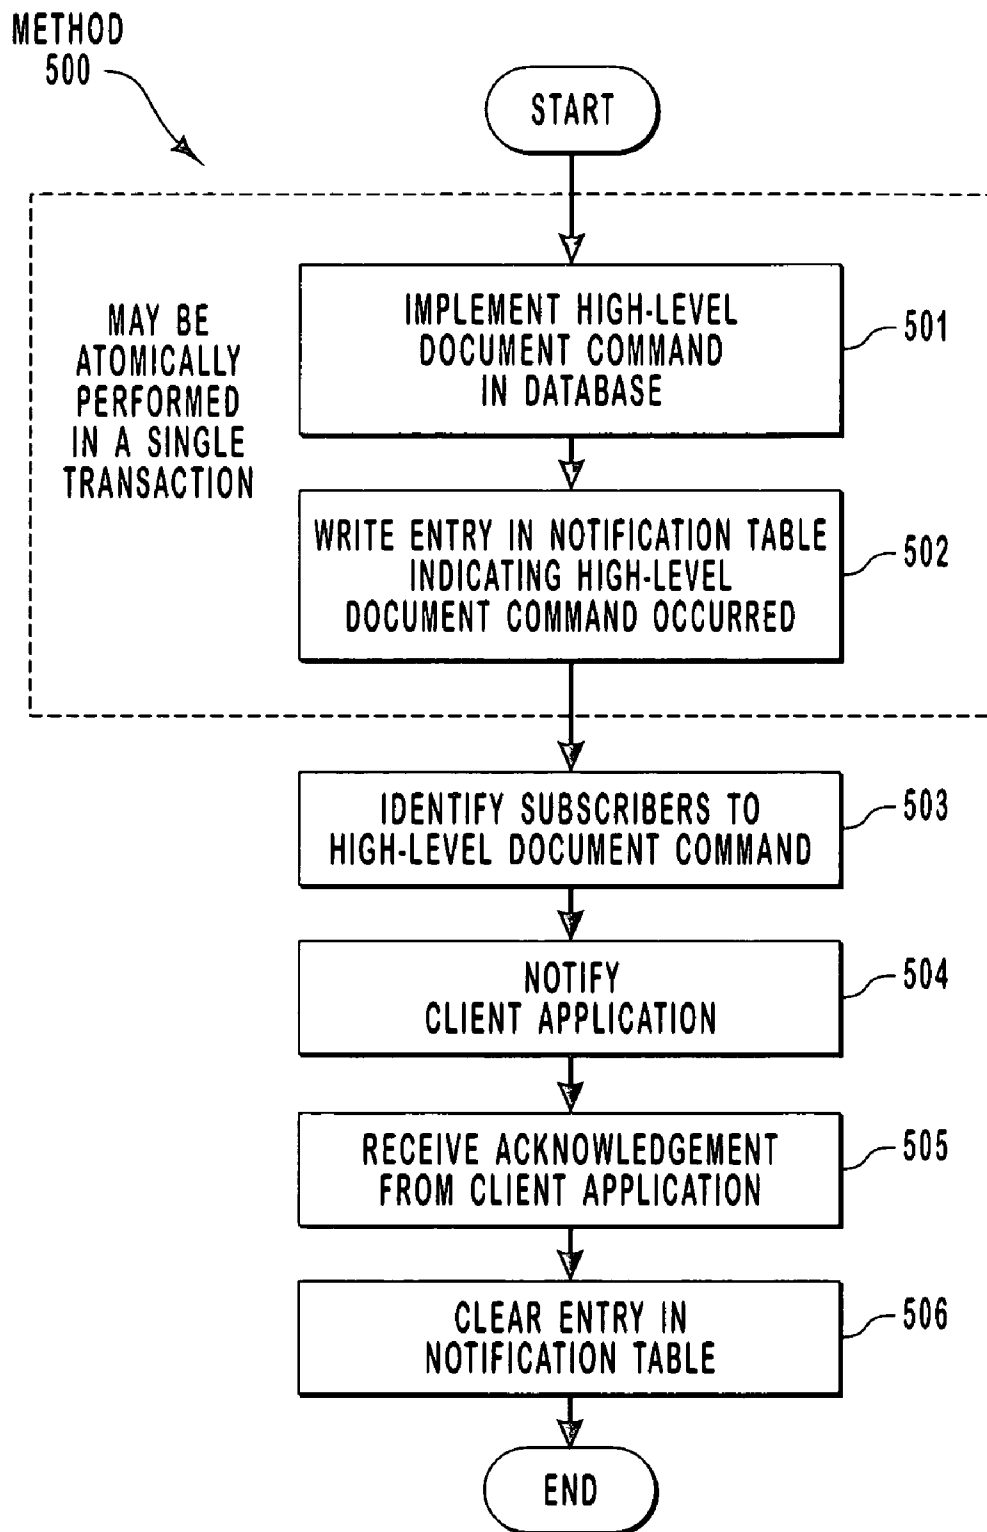 METHOD
500
START
MAY BE
ATOMICALLY
PERFORMED
IN A SINGLE
TRANSACTION
IMPLEMENT HIGH-LEVEL
DOCUMENT COMMAND
IN DATABASE
501
WRITE ENTRY IN NOTIFICATION TABLE
INDICATING HIGH-LEVEL
DOCUMENT COMMAND OCCURRED
502
IDENTIFY SUBSCRIBERS TO
HIGH-LEVEL DOCUMENT COMMAND
503
NOTIFY
CLIENT APPLICATION
504
RECEIVE ACKNOWLEDGEMENT
FROM CLIENT APPLICATION
505
CLEAR ENTRY IN
NOTIFICATION TABLE
506
END